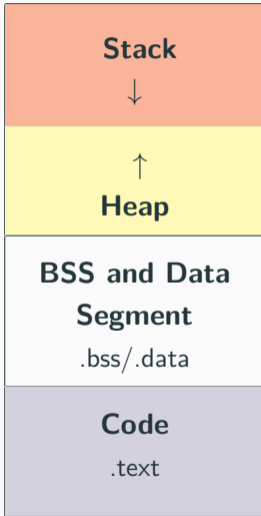 Stack
↓
↑
Heap
BSS and Data
Segment
.bss/.data
Code
.text